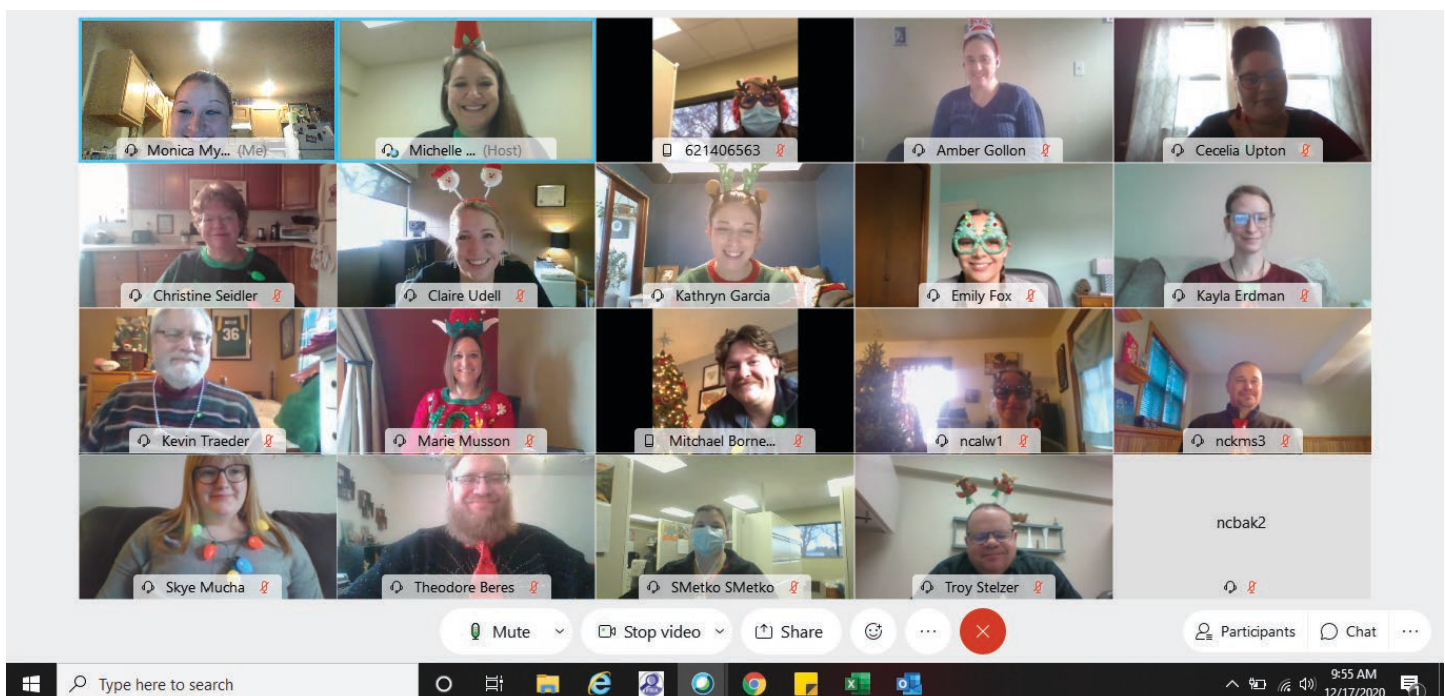 Monica My... (Me)
Michelle ... (Host)
621406563
Amber Gollon
Cecelia Upton
Christine Seidler
Claire Udell
Kathryn Garcia
Emily Fox
Kayla Erdman
36
Kevin Traeder
Marie Musson
Mitchael Borne...
ncalw1
nckms3
Skye Mucha
Theodore Beres
SMetko SMetko
Troy Stelzer
ncbak2
Mute
Stop video
Share
Participants
Chat
Type here to search
9:55 AM
12/17/2020
1